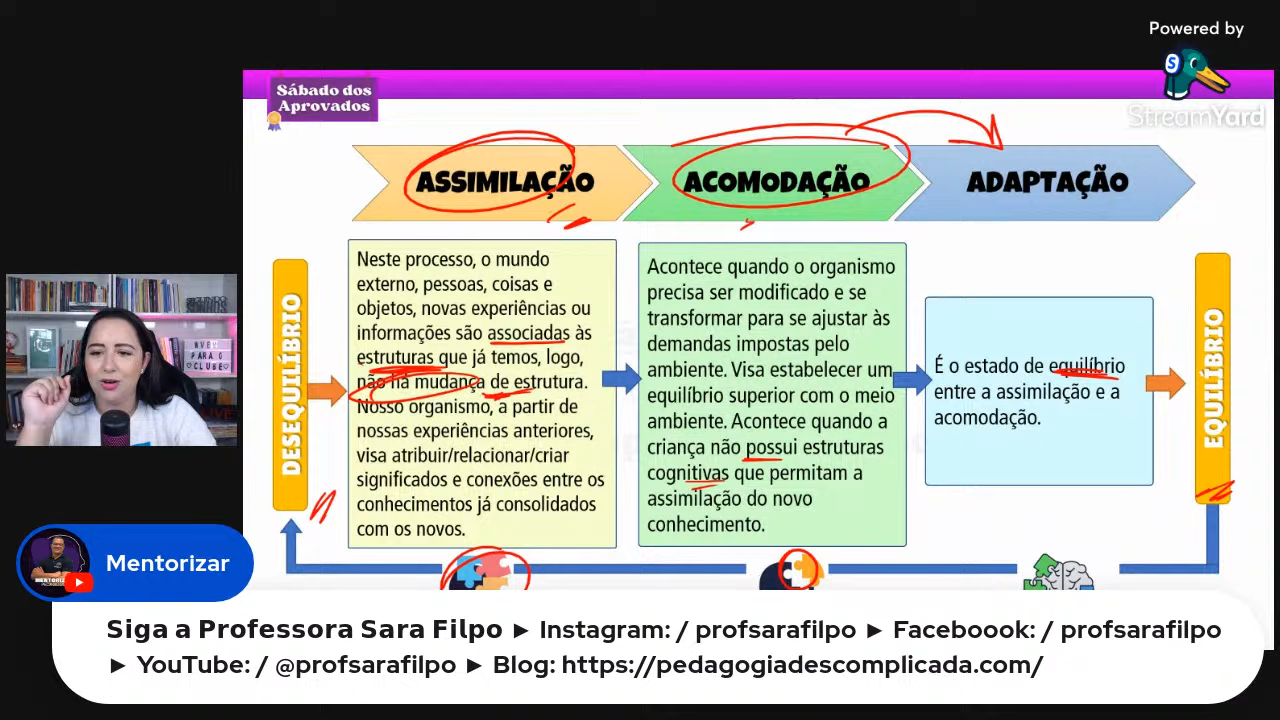 Powered by
StreamYard
Sábado dos
Aprovados
ASSIMILAÇÃO
ACOMODAÇÃO
ADAPTAÇÃO
DESEQUILÍBRIO
Neste processo, o mundo
externo, pessoas, coisas e
objetos, novas experiências ou
informações são associadas às
estruturas que já temos, logo,
não há mudança de estrutura.
Nosso organismo, a partir de
nossas experiências anteriores,
visa atribuir/relacionar/criar
significados e conexões entre os
conhecimentos já consolidados
com os novos.
Acontece quando o organismo
precisa ser modificado e se
transformar para se ajustar às
demandas impostas pelo
ambiente. Visa estabelecer um
equilíbrio superior com o meio
ambiente. Acontece quando a
criança não possui estruturas
cognitivas que permitam a
assimilação do novo
conhecimento.
É o estado de equilíbrio
entre a assimilação e a
acomodação.
EQUILÍBRIO
PARA O
CLUBE
Mentorizar
Siga a Professora Sara Filpo ► Instagram: / profsarafilpo ► Faceboook: / profsarafilpo
► YouTube: / @profsarafilpo ► Blog: https://pedagogiadescomplicada.com/